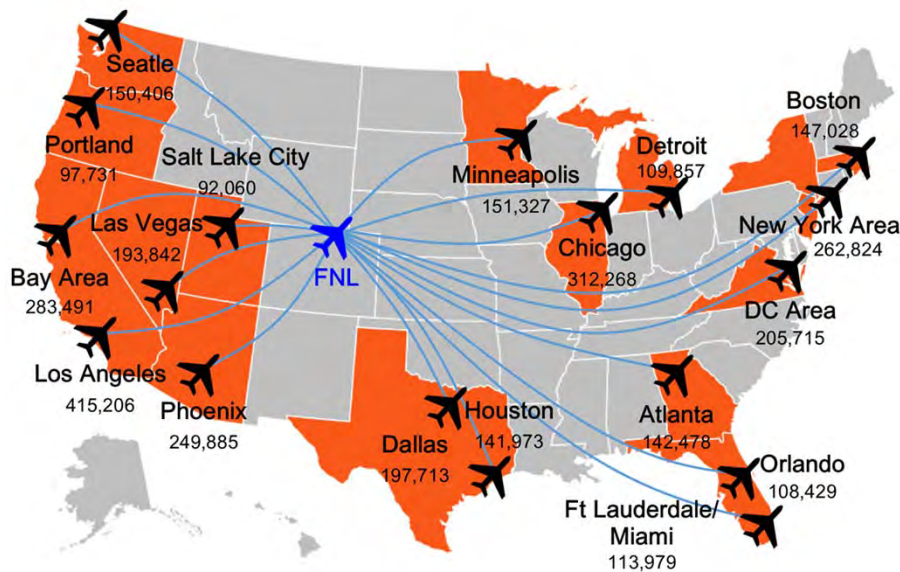 Seatle
150,406
Portland
97,731
Salt Lake City
92,060
Las Vegas
193,842
Bay Area
283,491
Los Angeles
415,206
Phoenix
249,885
FNL
Minneapolis
151,327
Detroit
109,857
Chicago
312,268
Boston
147,028
New York Area
262,824
DC Area
205,715
Houston
141,973
Dallas
197,713
Atlanta
142,478
Orlando
108,429
Ft Lauderdale/
Miami
113,979